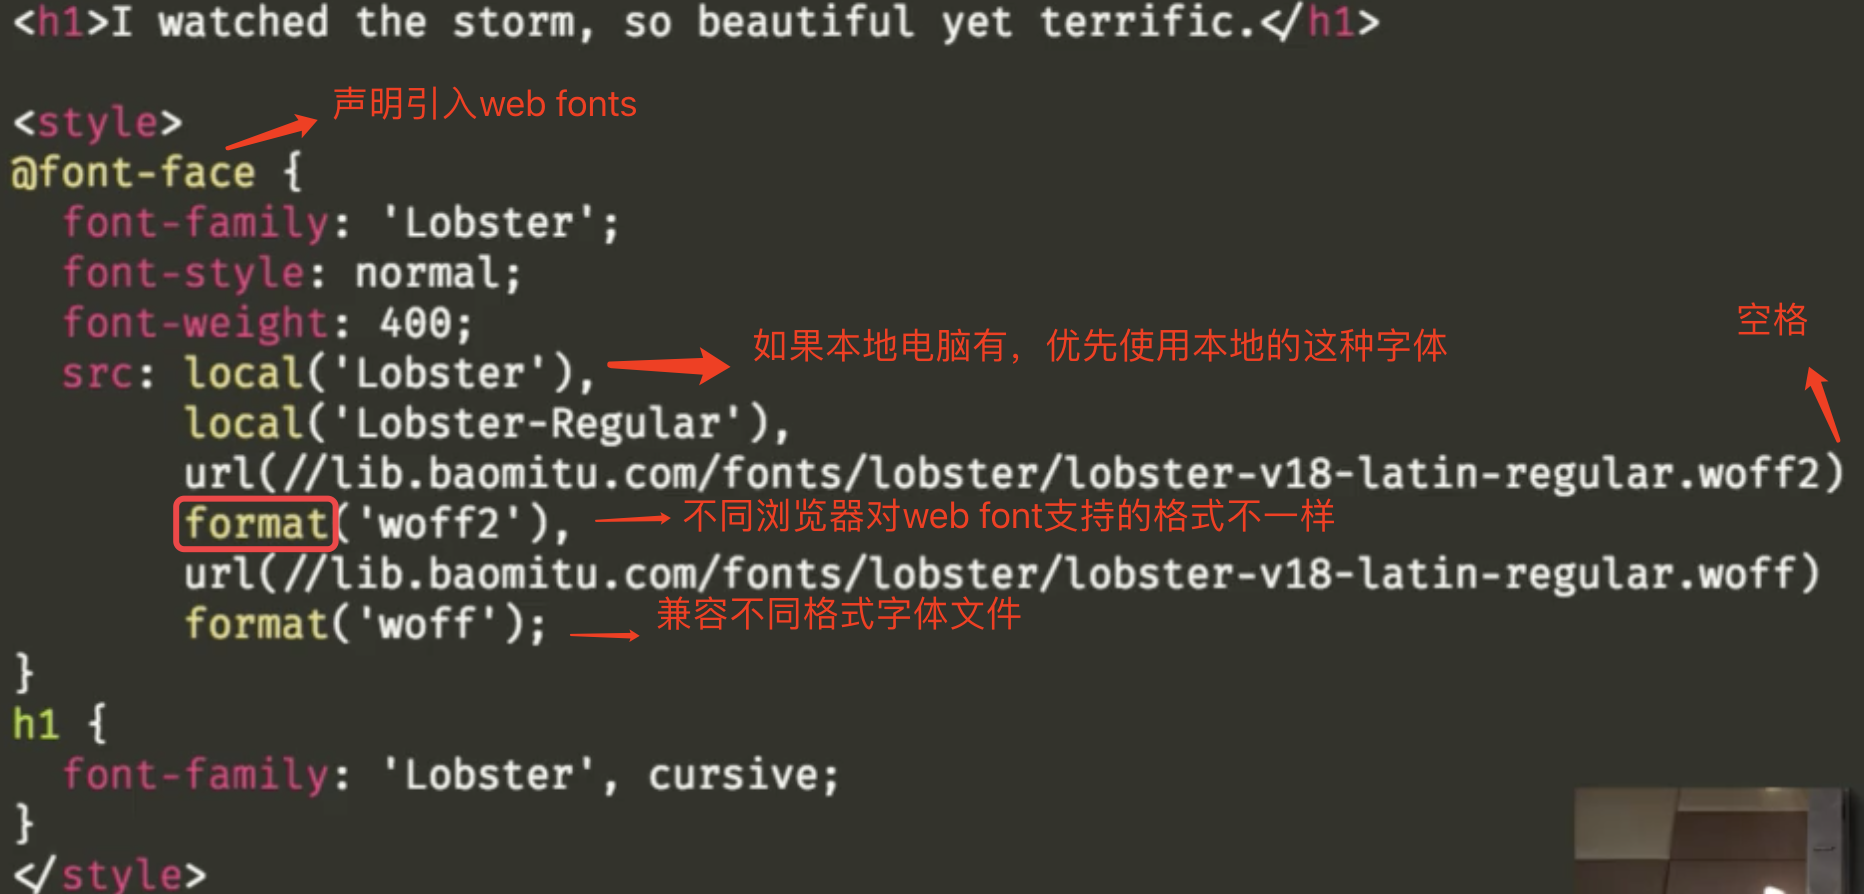 <h1>I watched the storm, so beautiful yet terrific.</h1>
声明引入web fonts
<style>
@font-face {
font-family: 'Lobster';
font-style: normal;
font-weight: 400;
空格
如果本地电脑有，优先使用本地的这种字体
src: local('Lobster'),
local('Lobster-Regular'),
url(//lib.baomitu.com/fonts/lobster/lobster-v18-latin-regular.woff2)
format('woff2'),
不同浏览器对web font支持的格式不一样
url(//lib.baomitu.com/fonts/lobster/lobster-v18-latin-regular.woff)
format('woff');
兼容不同格式字体文件
}
h1 {
font-family: 'Lobster', cursive;
}
</style>